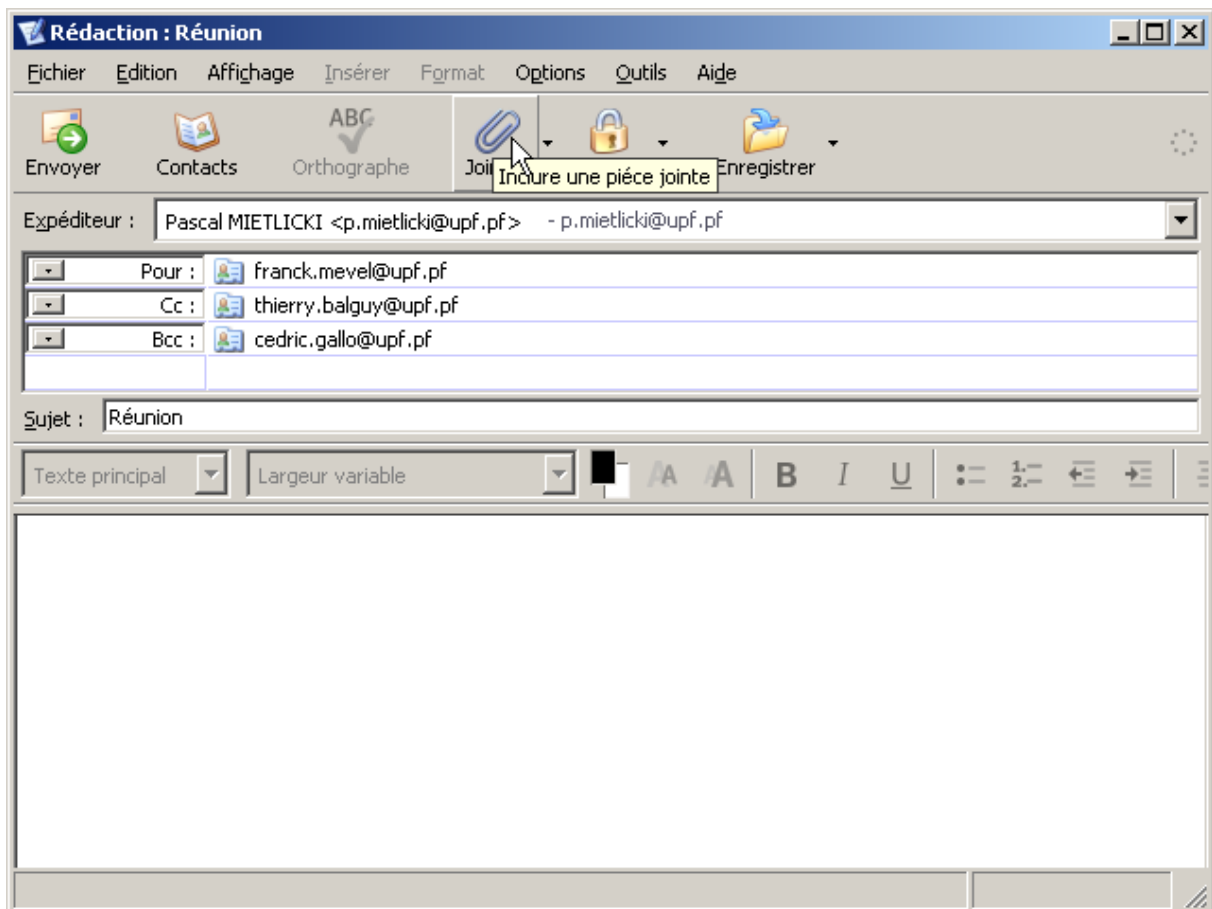 Rédaction : Réunion
Fichier Edition Affichage Insérer Format Options Outils Aide
ABC
Envoyer Contacts Orthographe Enregistrer
Inclure une piéce jointe
Expéditeur : Pascal MIETLICKI <p.mietlicki@upf.pf> - p.mietlicki@upf.pf
Pour : franck.mevel@upf.pf
Cc : thierry.balguy@upf.pf
Bcc : cedric.gallo@upf.pf
Sujet : Réunion
Texte principal Largeur variable AA A B I U